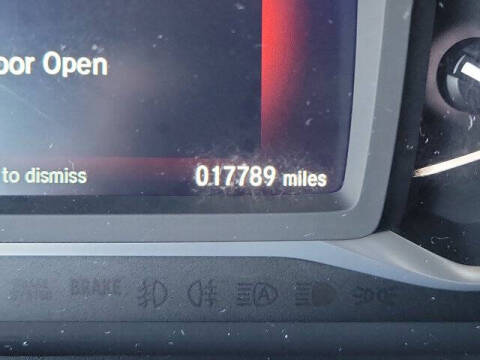 oor Open
to dismiss 017789 miles
BRAKE